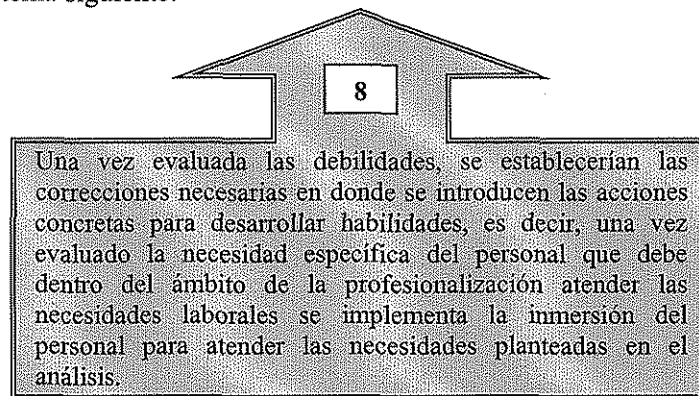 8
Una vez evaluada las debilidades, se establecerían las
correcciones necesarias en donde se introducen las acciones
concretas para desarrollar habilidades, es decir, una vez
evaluado la necesidad específica del personal que debe
dentro del ámbito de la profesionalización atender las
necesidades laborales se implementa la inmersión del
personal para atender las necesidades planteadas en el
análisis.